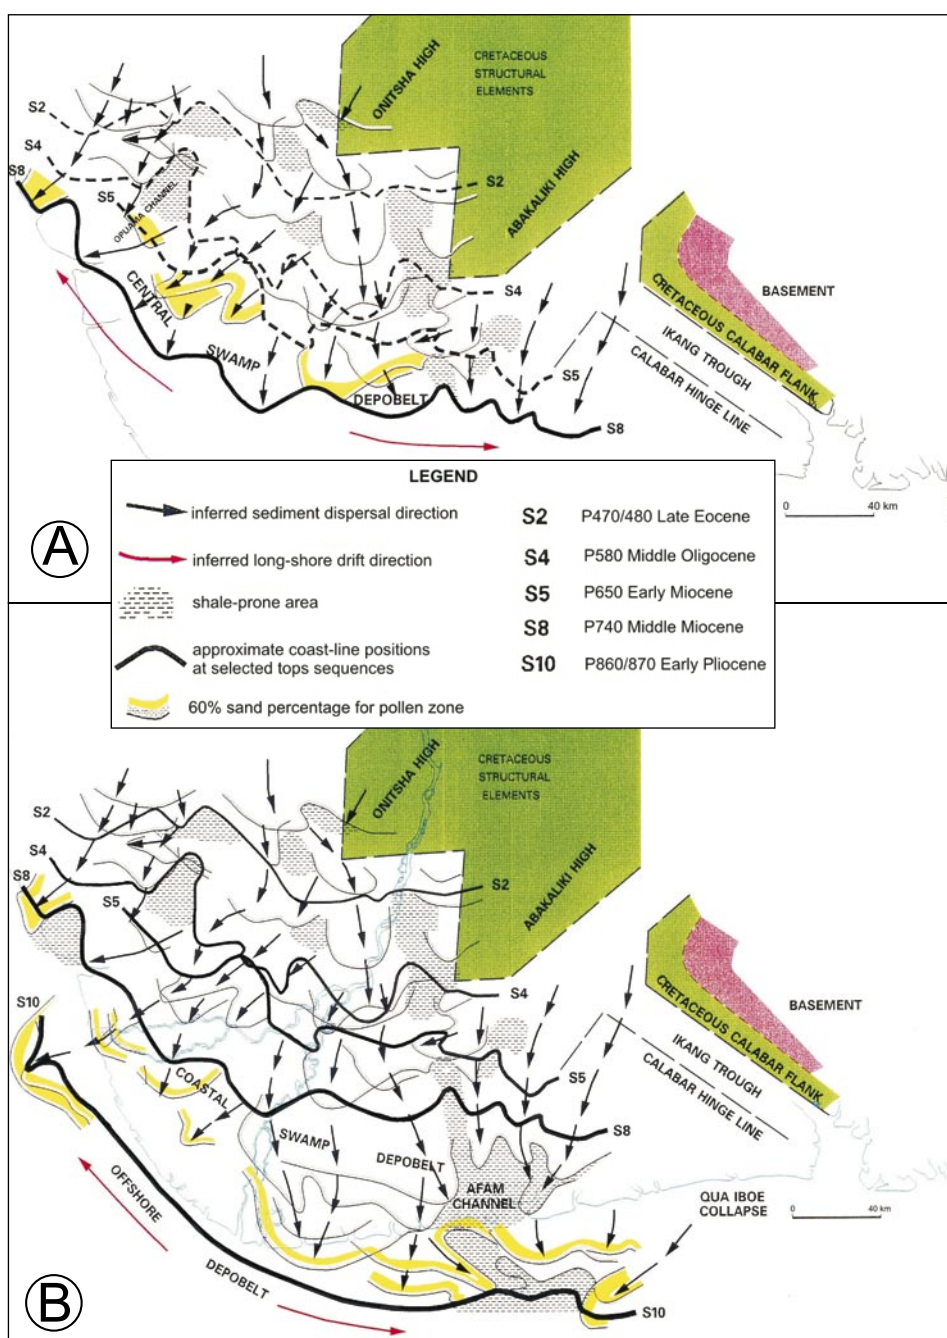 CRETACEOUS
STRUCTURAL
ELEMENTS
ONITSHA HIGH
ABAKALIKI HIGH
S2
S4
S8
S5
OPUAMA CHANNEL
S2
CENTRAL
SWAMP
DEPOBELT
S4
S5
S8
BASEMENT
CRETACEOUS CALABAR FLANK
IKANG TROUGH
CALABAR HINGE LINE
0 40 km
A
LEGEND
inferred sediment dispersal direction
inferred long-shore drift direction
shale-prone area
approximate coast-line positions
at selected tops sequences
60% sand percentage for pollen zone
S2 P470/480 Late Eocene
S4 P580 Middle Oligocene
S5 P650 Early Miocene
S8 P740 Middle Miocene
S10 P860/870 Early Pliocene
CRETACEOUS
STRUCTURAL
ELEMENTS
ONITSHA HIGH
ABAKALIKI HIGH
S2
S4
S8
S5
S2
S10
S4
BASEMENT
CRETACEOUS CALABAR FLANK
IKANG TROUGH
CALABAR HINGE LINE
S5
COASTAL
SWAMP
DEPOBELT
S8
AFAM
CHANNEL
QUA IBOE
COLLAPSE
0 40 km
OFFSHORE
DEPOBELT
S10
B